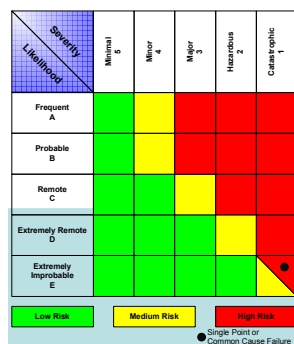 Severity
Likelihood
Minimal
5
Minor
4
Major
3
Hazardous
2
Catastrophic
1
Frequent
A
Probable
B
Remote
C
Extremely Remote
D
Extremely
Improbable
E
Low Risk
Medium Risk
High Risk
Single Point or
Common Cause Failure